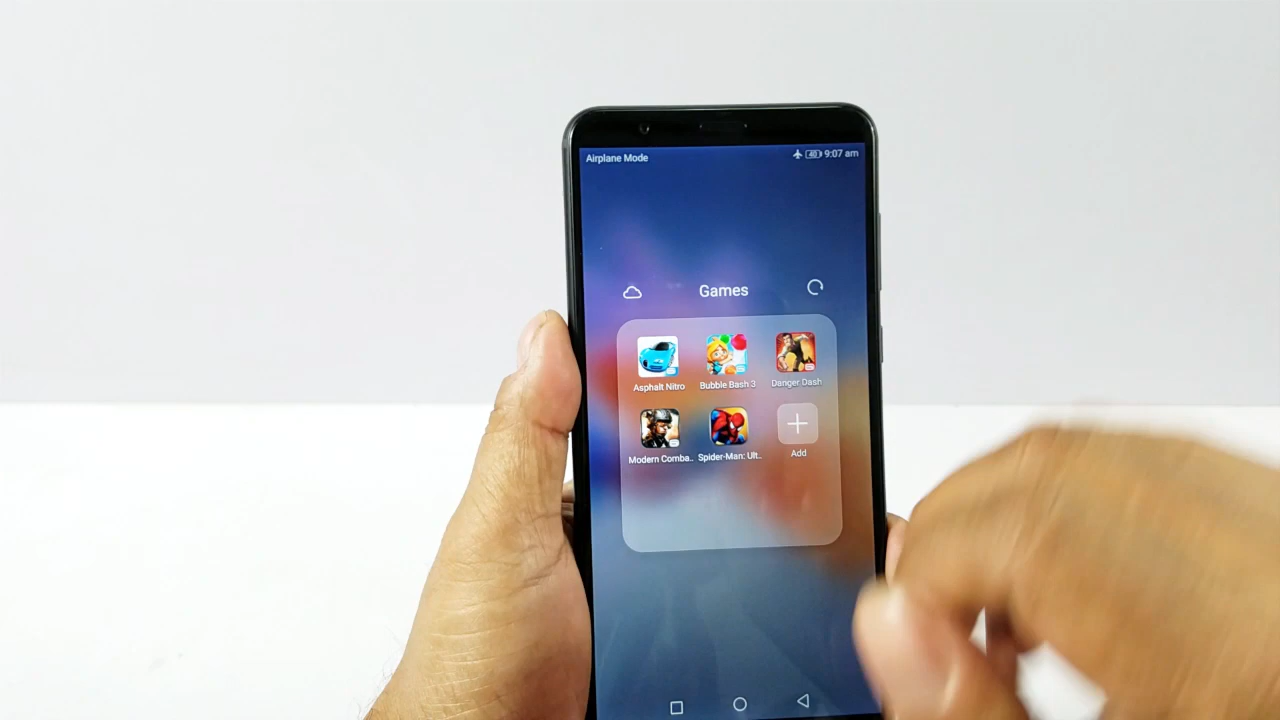 Airplane Mode
40 9:07 am
Games
Asphalt Nitro
Bubble Bash 3
Danger Dash
Modern Comba..
Spider-Man: Ult..
Add